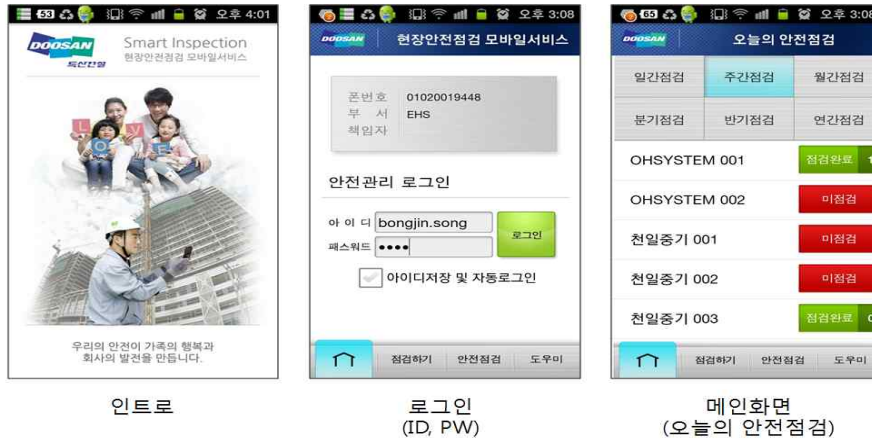 53 오후 4:01
DOOSAN
두산건설
Smart Inspection
현장안전점검 모바일서비스
L
y
O
E
우리의 안전이 가족의 행복과
회사의 발전을 만듭니다.
인트로
오후 3:08
DOOSAN 현장안전점검 모바일서비스
폰번호 01020019448
부 서 EHS
책임자
안전관리 로그인
아 이 디 bongjin.song
패스워드 ●●●●
로그인
아이디저장 및 자동로그인
점검하기 안전점검 도우미
로그인
(ID, PW)
65 오후 3:08
DOOSAN 오늘의 안전점검
일간점검 주간점검 월간점검
분기점검 반기점검 연간점검
OHSYSTEM 001 점검완료 1
OHSYSTEM 002 미점검
천일중기 001 미점검
천일중기 002 미점검
천일중기 003 점검완료 0
점검하기 안전점검 도우미
메인화면
(오늘의 안전점검)